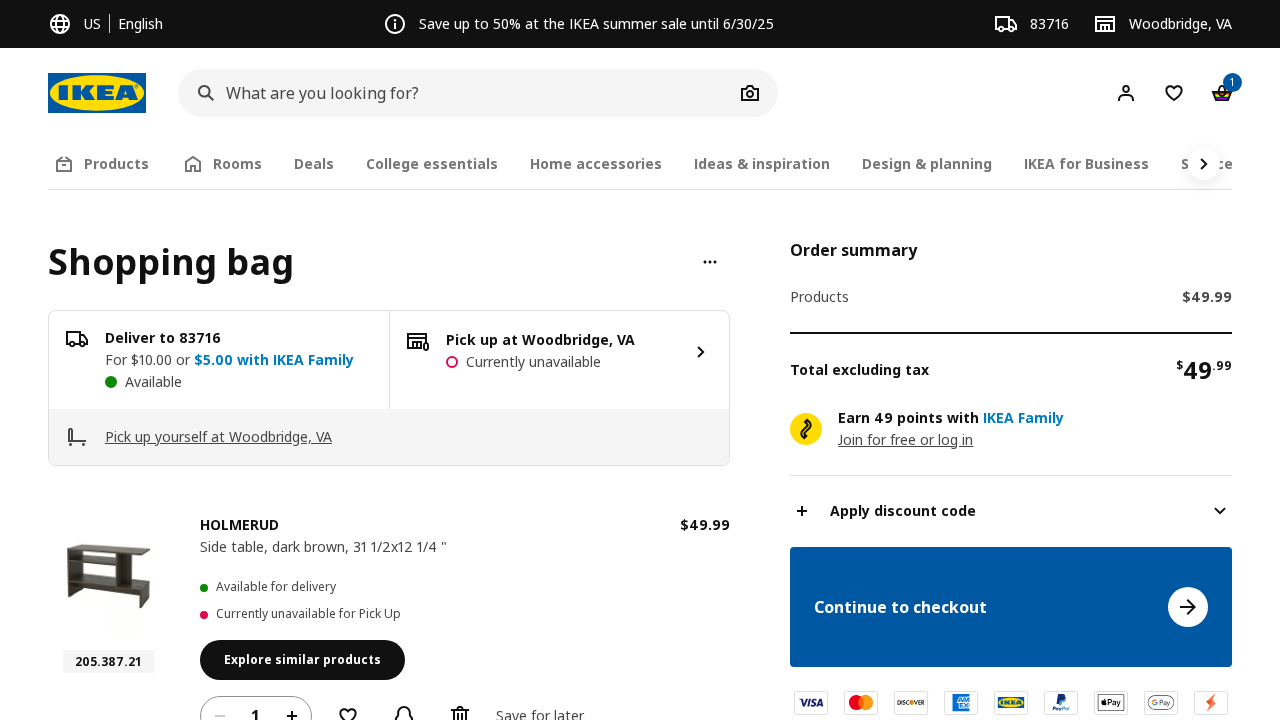 US English
Save up to 50% at the IKEA summer sale until 6/30/25
83716
Woodbridge, VA
IKEA
What are you looking for?
1
Products
Rooms
Deals
College essentials
Home accessories
Ideas & inspiration
Design & planning
IKEA for Business
Shopping bag
Deliver to 83716
For $10.00 or $5.00 with IKEA Family
Available
Pick up at Woodbridge, VA
Currently unavailable
Pick up yourself at Woodbridge, VA
HOLMERUD
$49.99
Side table, dark brown, 31 1/2x12 1/4 "
Available for delivery
Currently unavailable for Pick Up
205.387.21
Explore similar products
1
Save for later
Order summary
Products
$49.99
Total excluding tax
$49.99
Earn 49 points with IKEA Family
Join for free or log in
Apply discount code
Continue to checkout
VISA
DISCOVER
AMEX
IKEA
PayPal
Pay
G Pay